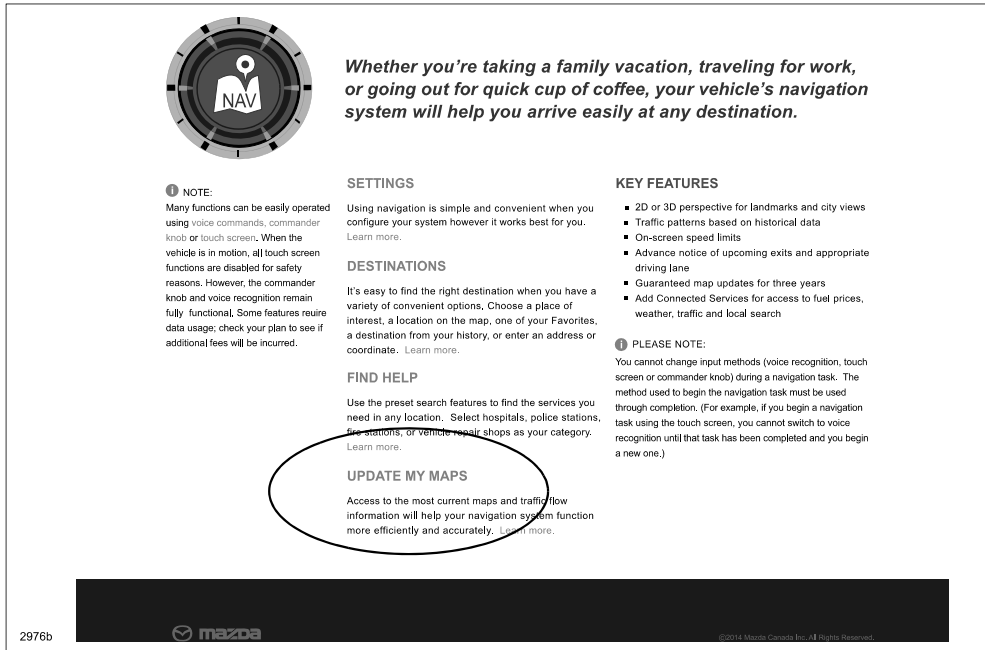 NAV
Whether you're taking a family vacation, traveling for work,
or going out for quick cup of coffee, your vehicle's navigation
system will help you arrive easily at any destination.
i NOTE:
Many functions can be easily operated
using voice commands, commander
knob or touch screen. When the
vehicle is in motion, all touch screen
functions are disabled for safety
reasons. However, the commander
knob and voice recognition remain
fully functional, Some features reuire
data usage; check your plan to see if
additional fees will be incurred.
SETTINGS
Using navigation is simple and convenient when you
configure your system however it works best for you.
Learn more.
DESTINATIONS
It's easy to find the right destination when you have a
variety of convenient options, Choose a place of
interest, a location on the map, one of your Favorites,
a destination from your history, or enter an address or
coordinate. Learn more.
FIND HELP
Use the preset search features to find the services you
need in any location. Select hospitals, police stations,
fire stations, or vehicle repair shops as your category.
Learn more.
UPDATE MY MAPS
Access to the most current maps and traffic flow
information will help your navigation system function
more efficiently and accurately. Learn more.
KEY FEATURES
▪ 2D or 3D perspective for landmarks and city views
▪ Traffic patterns based on historical data
▪ On-screen speed limits
▪ Advance notice of upcoming exits and appropriate
driving lane
▪ Guaranteed map updates for three years
▪ Add Connected Services for access to fuel prices,
weather, traffic and local search
i PLEASE NOTE:
You cannot change input methods (voice recognition, touch
screen or commander knob) during a navigation task. The
method used to begin the navigation task must be used
through completion. (For example, if you begin a navigation
task using the touch screen, you cannot switch to voice
recognition until that task has been completed and you begin
a new one.)
2976b
mazda
©2014 Mazda Canada Inc. All Rights Reserved.